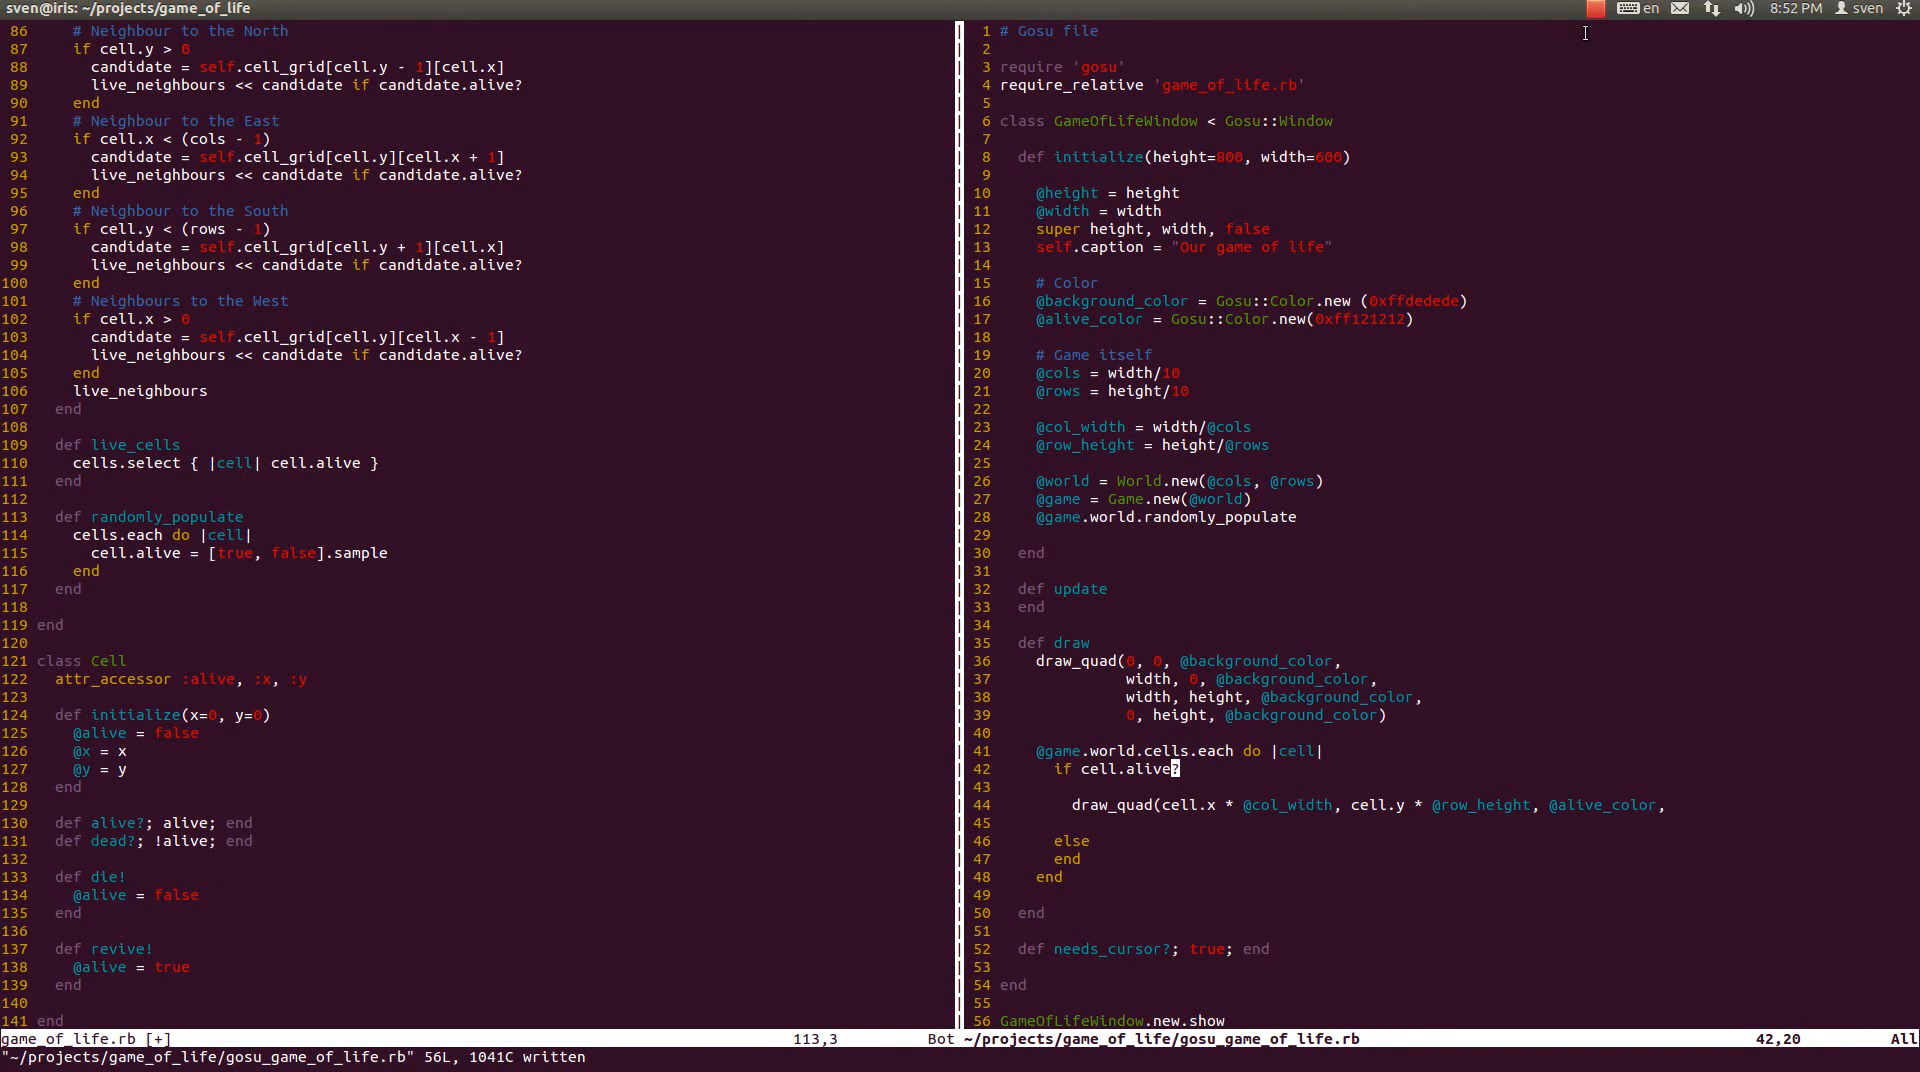 sven@iris: ~/projects/game_of_life
en 8:52 PM sven
86 # Neighbour to the North
87 if cell.y > 0
88 candidate = self.cell_grid[cell.y - 1][cell.x]
89 live_neighbours << candidate if candidate.alive?
90 end
91 # Neighbour to the East
92 if cell.x < (cols - 1)
93 candidate = self.cell_grid[cell.y][cell.x + 1]
94 live_neighbours << candidate if candidate.alive?
95 end
96 # Neighbour to the South
97 if cell.y < (rows - 1)
98 candidate = self.cell_grid[cell.y + 1][cell.x]
99 live_neighbours << candidate if candidate.alive?
100 end
101 # Neighbours to the West
102 if cell.x > 0
103 candidate = self.cell_grid[cell.y][cell.x - 1]
104 live_neighbours << candidate if candidate.alive?
105 end
106 live_neighbours
107 end
108
109 def live_cells
110 cells.select { |cell| cell.alive }
111 end
112
113 def randomly_populate
114 cells.each do |cell|
115 cell.alive = [true, false].sample
116 end
117 end
118
119 end
120
121 class Cell
122 attr_accessor :alive, :x, :y
123
124 def initialize(x=0, y=0)
125 @alive = false
126 @x = x
127 @y = y
128 end
129
130 def alive?; alive; end
131 def dead?; !alive; end
132
133 def die!
134 @alive = false
135 end
136
137 def revive!
138 @alive = true
139 end
140
141 end
game_of_life.rb [+] 113,3 Bot
1 # Gosu file
2
3 require 'gosu'
4 require_relative 'game_of_life.rb'
5
6 class GameOfLifeWindow < Gosu::Window
7
8 def initialize(height=800, width=600)
9
10 @height = height
11 @width = width
12 super height, width, false
13 self.caption = "Our game of life"
14
15 # Color
16 @background_color = Gosu::Color.new (0xffdedede)
17 @alive_color = Gosu::Color.new(0xff121212)
18
19 # Game itself
20 @cols = width/10
21 @rows = height/10
22
23 @col_width = width/@cols
24 @row_height = height/@rows
25
26 @world = World.new(@cols, @rows)
27 @game = Game.new(@world)
28 @game.world.randomly_populate
29
30 end
31
32 def update
33 end
34
35 def draw
36 draw_quad(0, 0, @background_color,
37 width, 0, @background_color,
38 width, height, @background_color,
39 0, height, @background_color)
40
41 @game.world.cells.each do |cell|
42 if cell.alive?
43
44 draw_quad(cell.x * @col_width, cell.y * @row_height, @alive_color,
45
46 else
47 end
48 end
49
50 end
51
52 def needs_cursor?; true; end
53
54 end
55
56 GameOfLifeWindow.new.show
~/projects/game_of_life/gosu_game_of_life.rb 42,20 All
"~/projects/game_of_life/gosu_game_of_life.rb" 56L, 1041C written